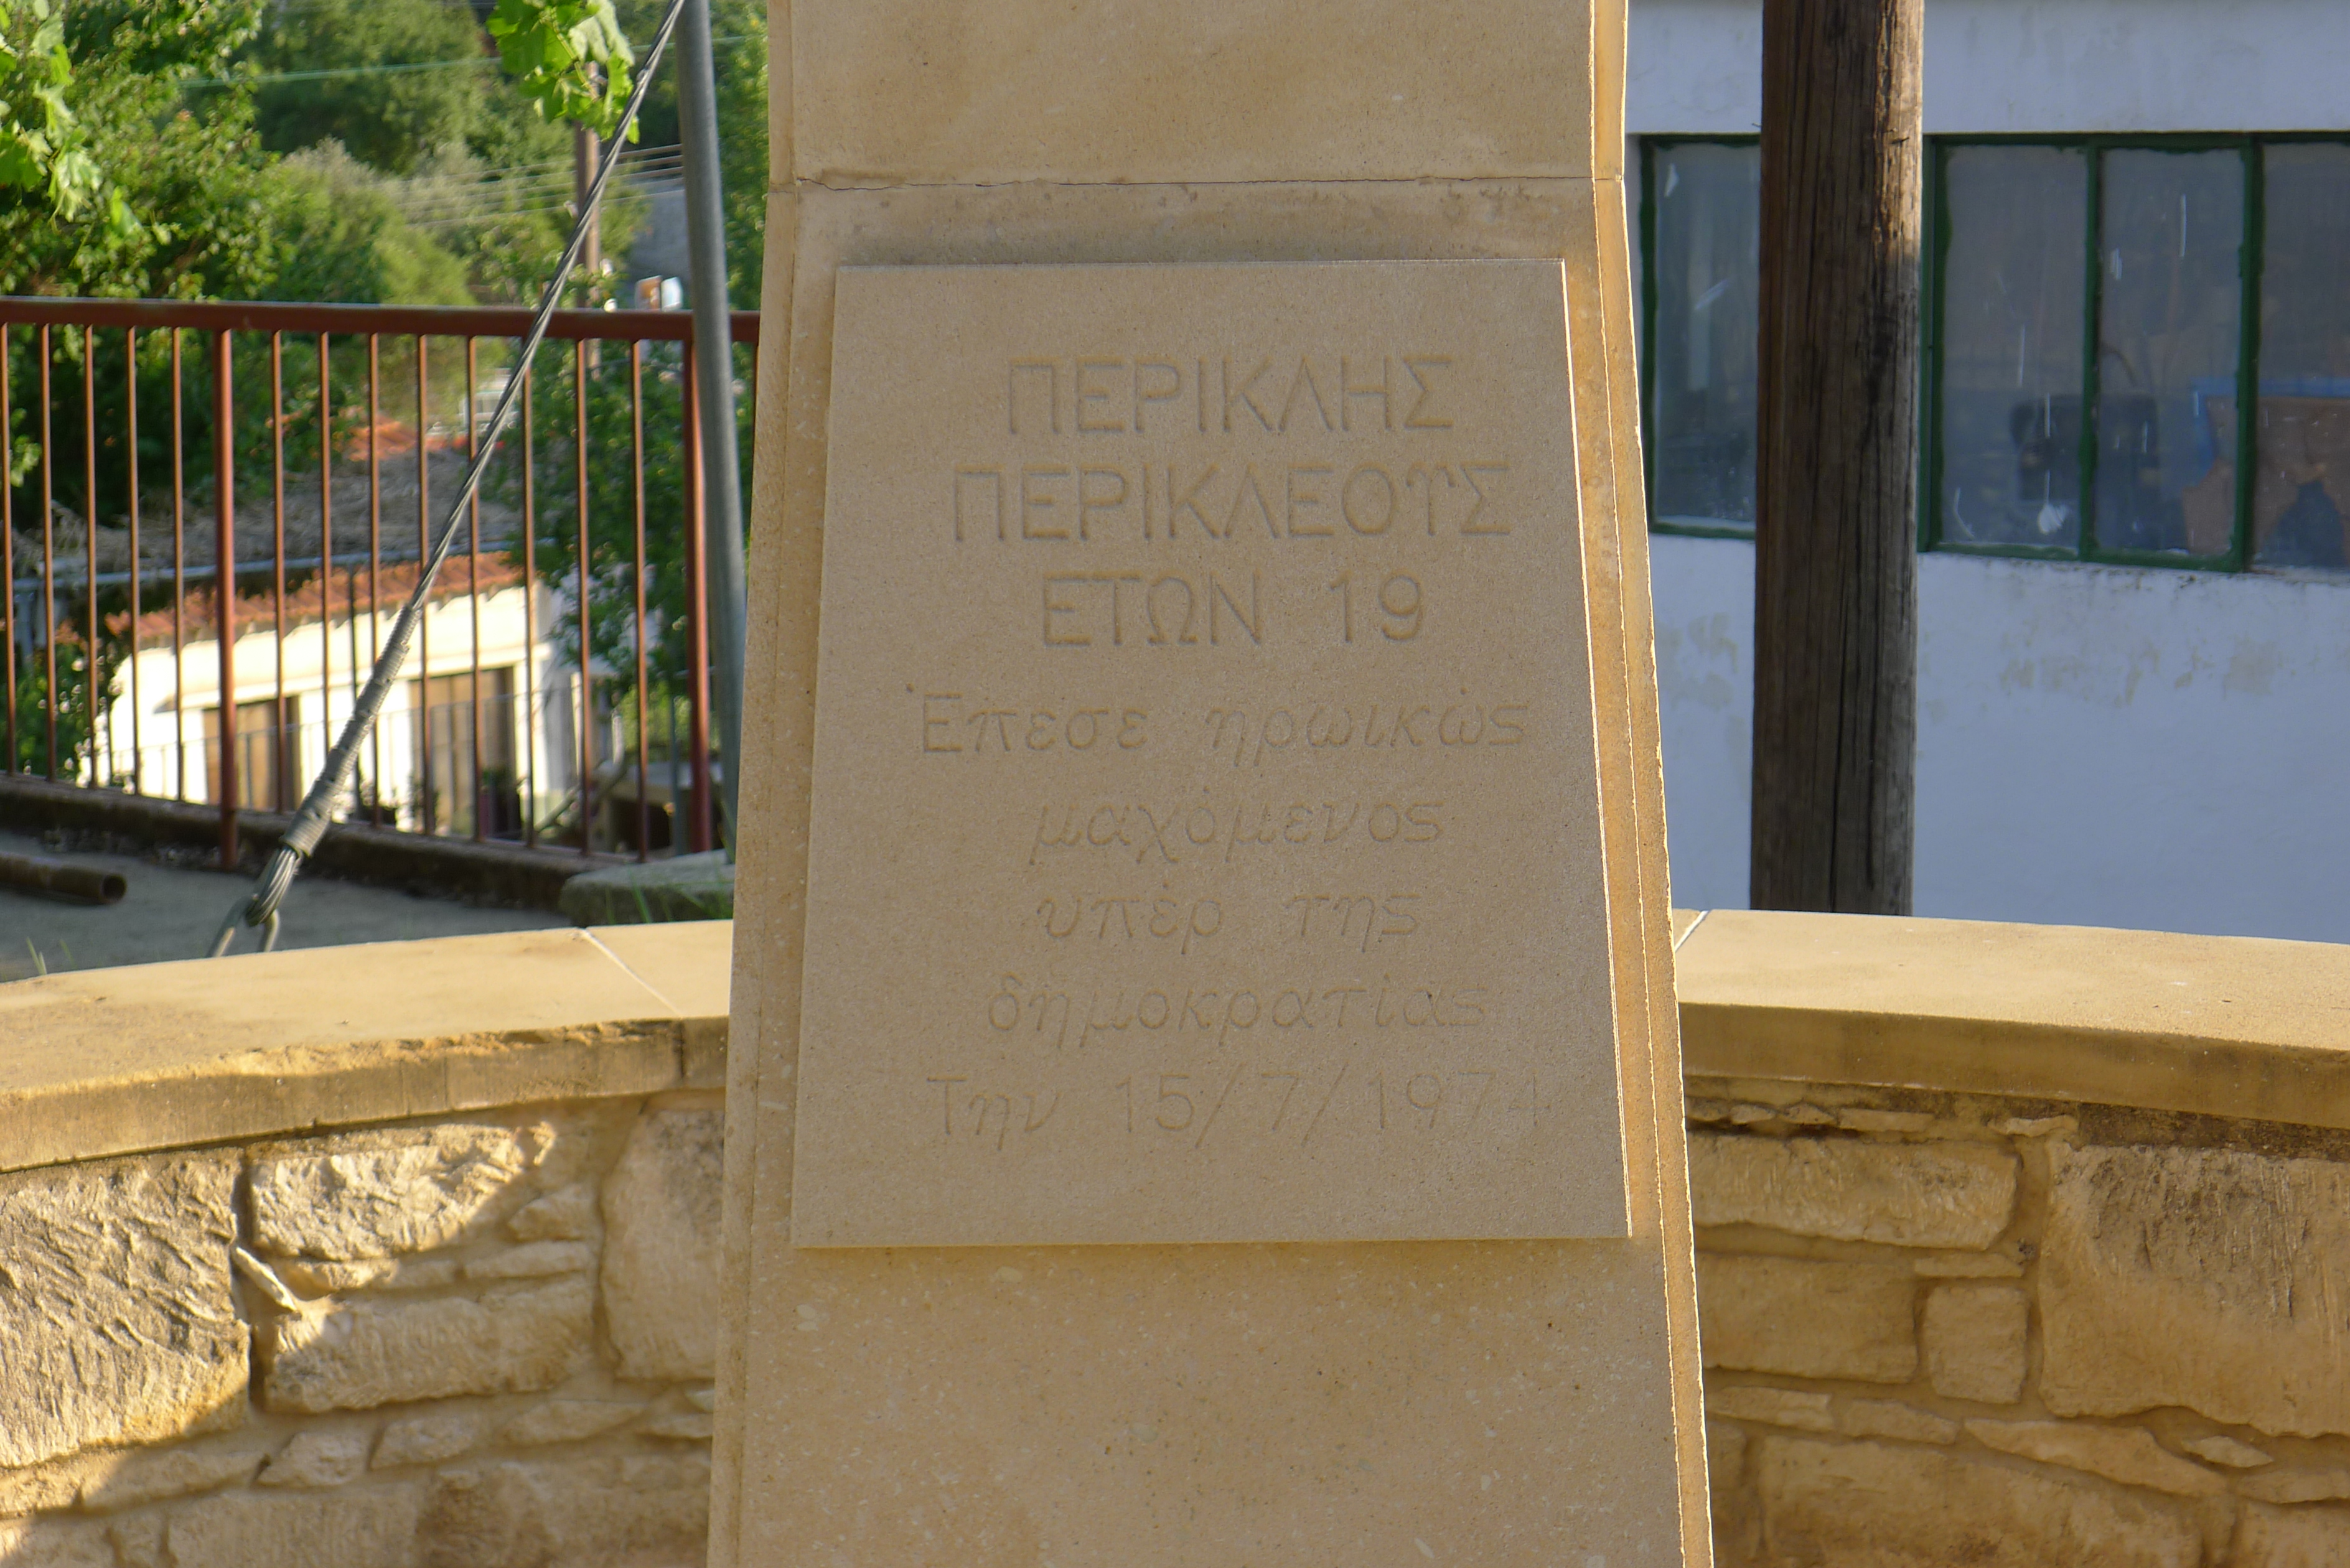 ΠΕΡΙΚΛΗΣ
ΠΕΡΙΚΛΕΟΥΣ
ΕΤΩΝ 19
Έπεσε ηρωικώς
μαχόμενος
υπέρ της
δημοκρατίας
Την 15/7/1974